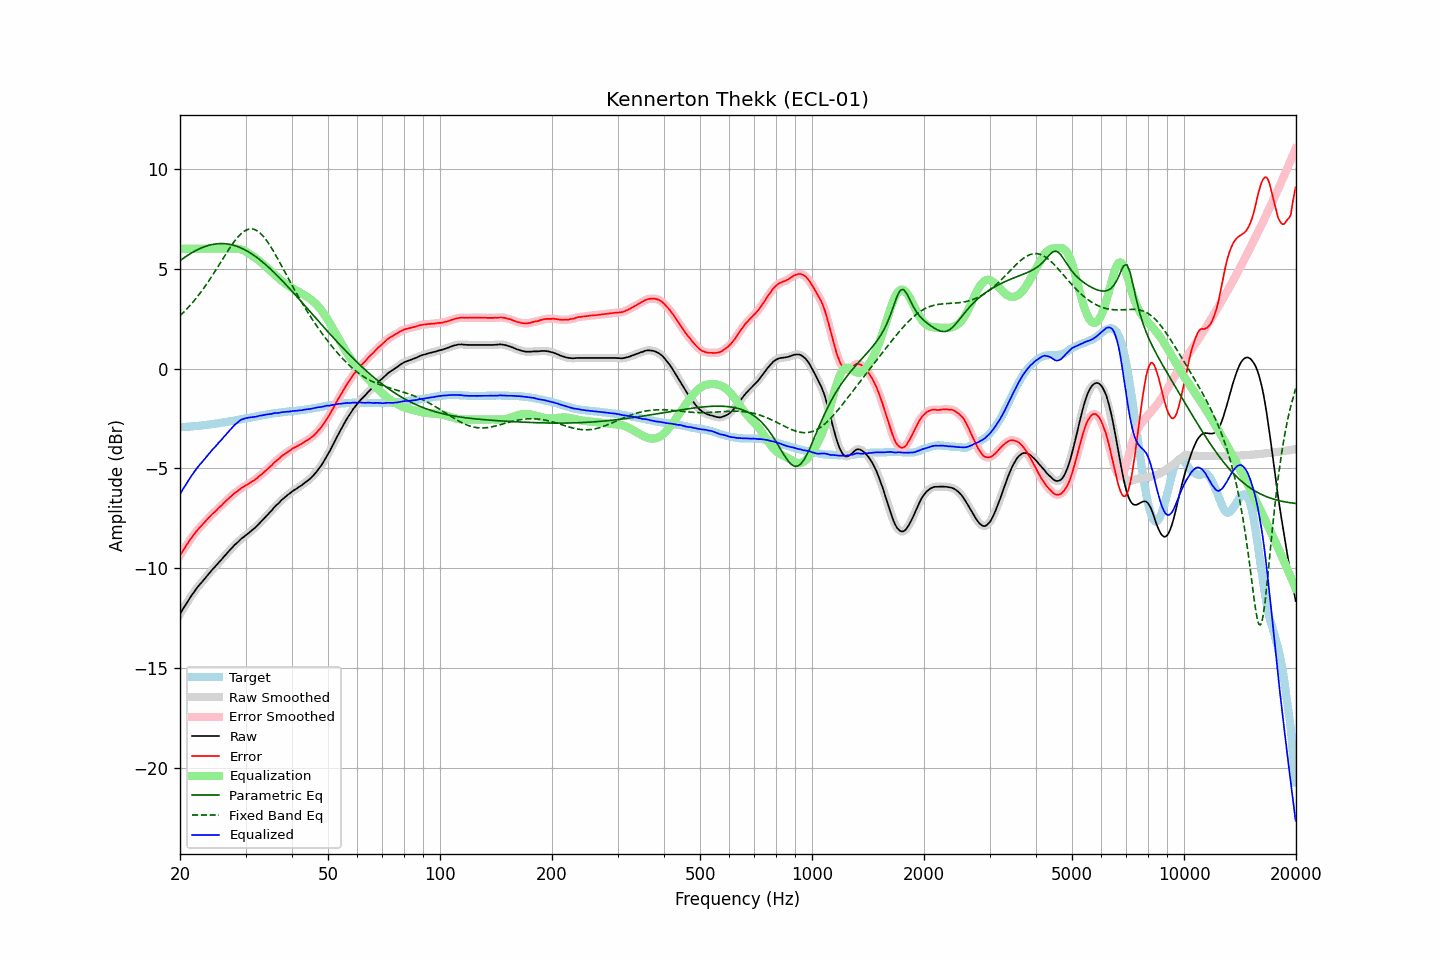 Kennerton Thekk (ECL-01)
Amplitude (dBr)
10
5
0
−5
−10
−15
−20
Target
Raw Smoothed
Error Smoothed
Raw
Error
Equalization
Parametric Eq
Fixed Band Eq
Equalized
20 50 100 200 500 1000 2000 5000 10000 20000
Frequency (Hz)